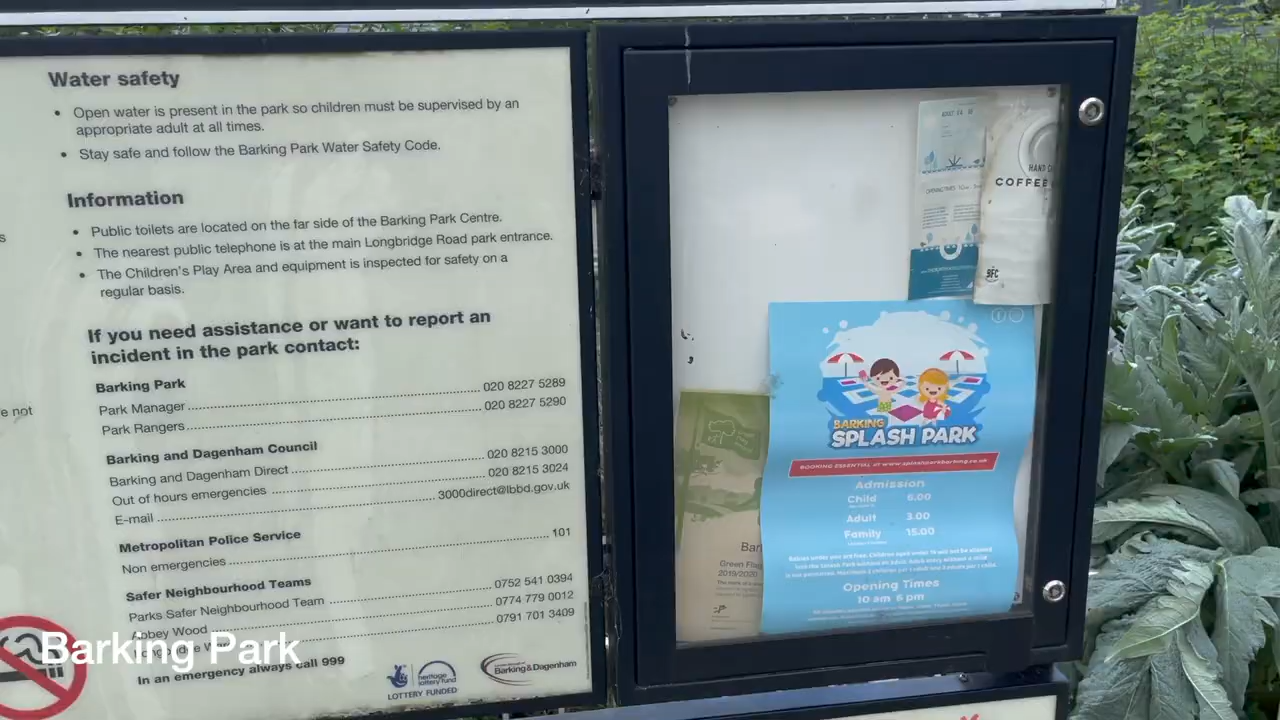 Water safety
• Open water is present in the park so children must be supervised by an
appropriate adult at all times.
• Stay safe and follow the Barking Park Water Safety Code.
Information
• Public toilets are located on the far side of the Barking Park Centre.
• The nearest public telephone is at the main Longbridge Road park entrance.
• The Children's Play Area and equipment is inspected for safety on a
regular basis.
If you need assistance or want to report an
incident in the park contact:
Barking Park
Park Manager 020 8227 5289
Park Rangers 020 8227 5290
Barking and Dagenham Council
Barking and Dagenham Direct 020 8215 3000
Out of hours emergencies 020 8215 3024
E-mail 3000direct@lbbd.gov.uk
Metropolitan Police Service
Non emergencies 101
Safer Neighbourhood Teams
Parks Safer Neighbourhood Team 0752 541 0394
Abbey Wood 0774 779 0012
0791 701 3409
In an emergency always call 999
s
e not
Barking Park
heritage
lottery fund
LOTTERY FUNDED
Barking & Dagenham
HAND
COFFEE
SFC
BARKING
SPLASH PARK
BOOKING ESSENTIAL at www.splashparkbarking.co.uk
Admission
Child 6.00
Adult 3.00
Family 15.00
Opening Times
10 am 6 pm
Green Flag
2019/2020